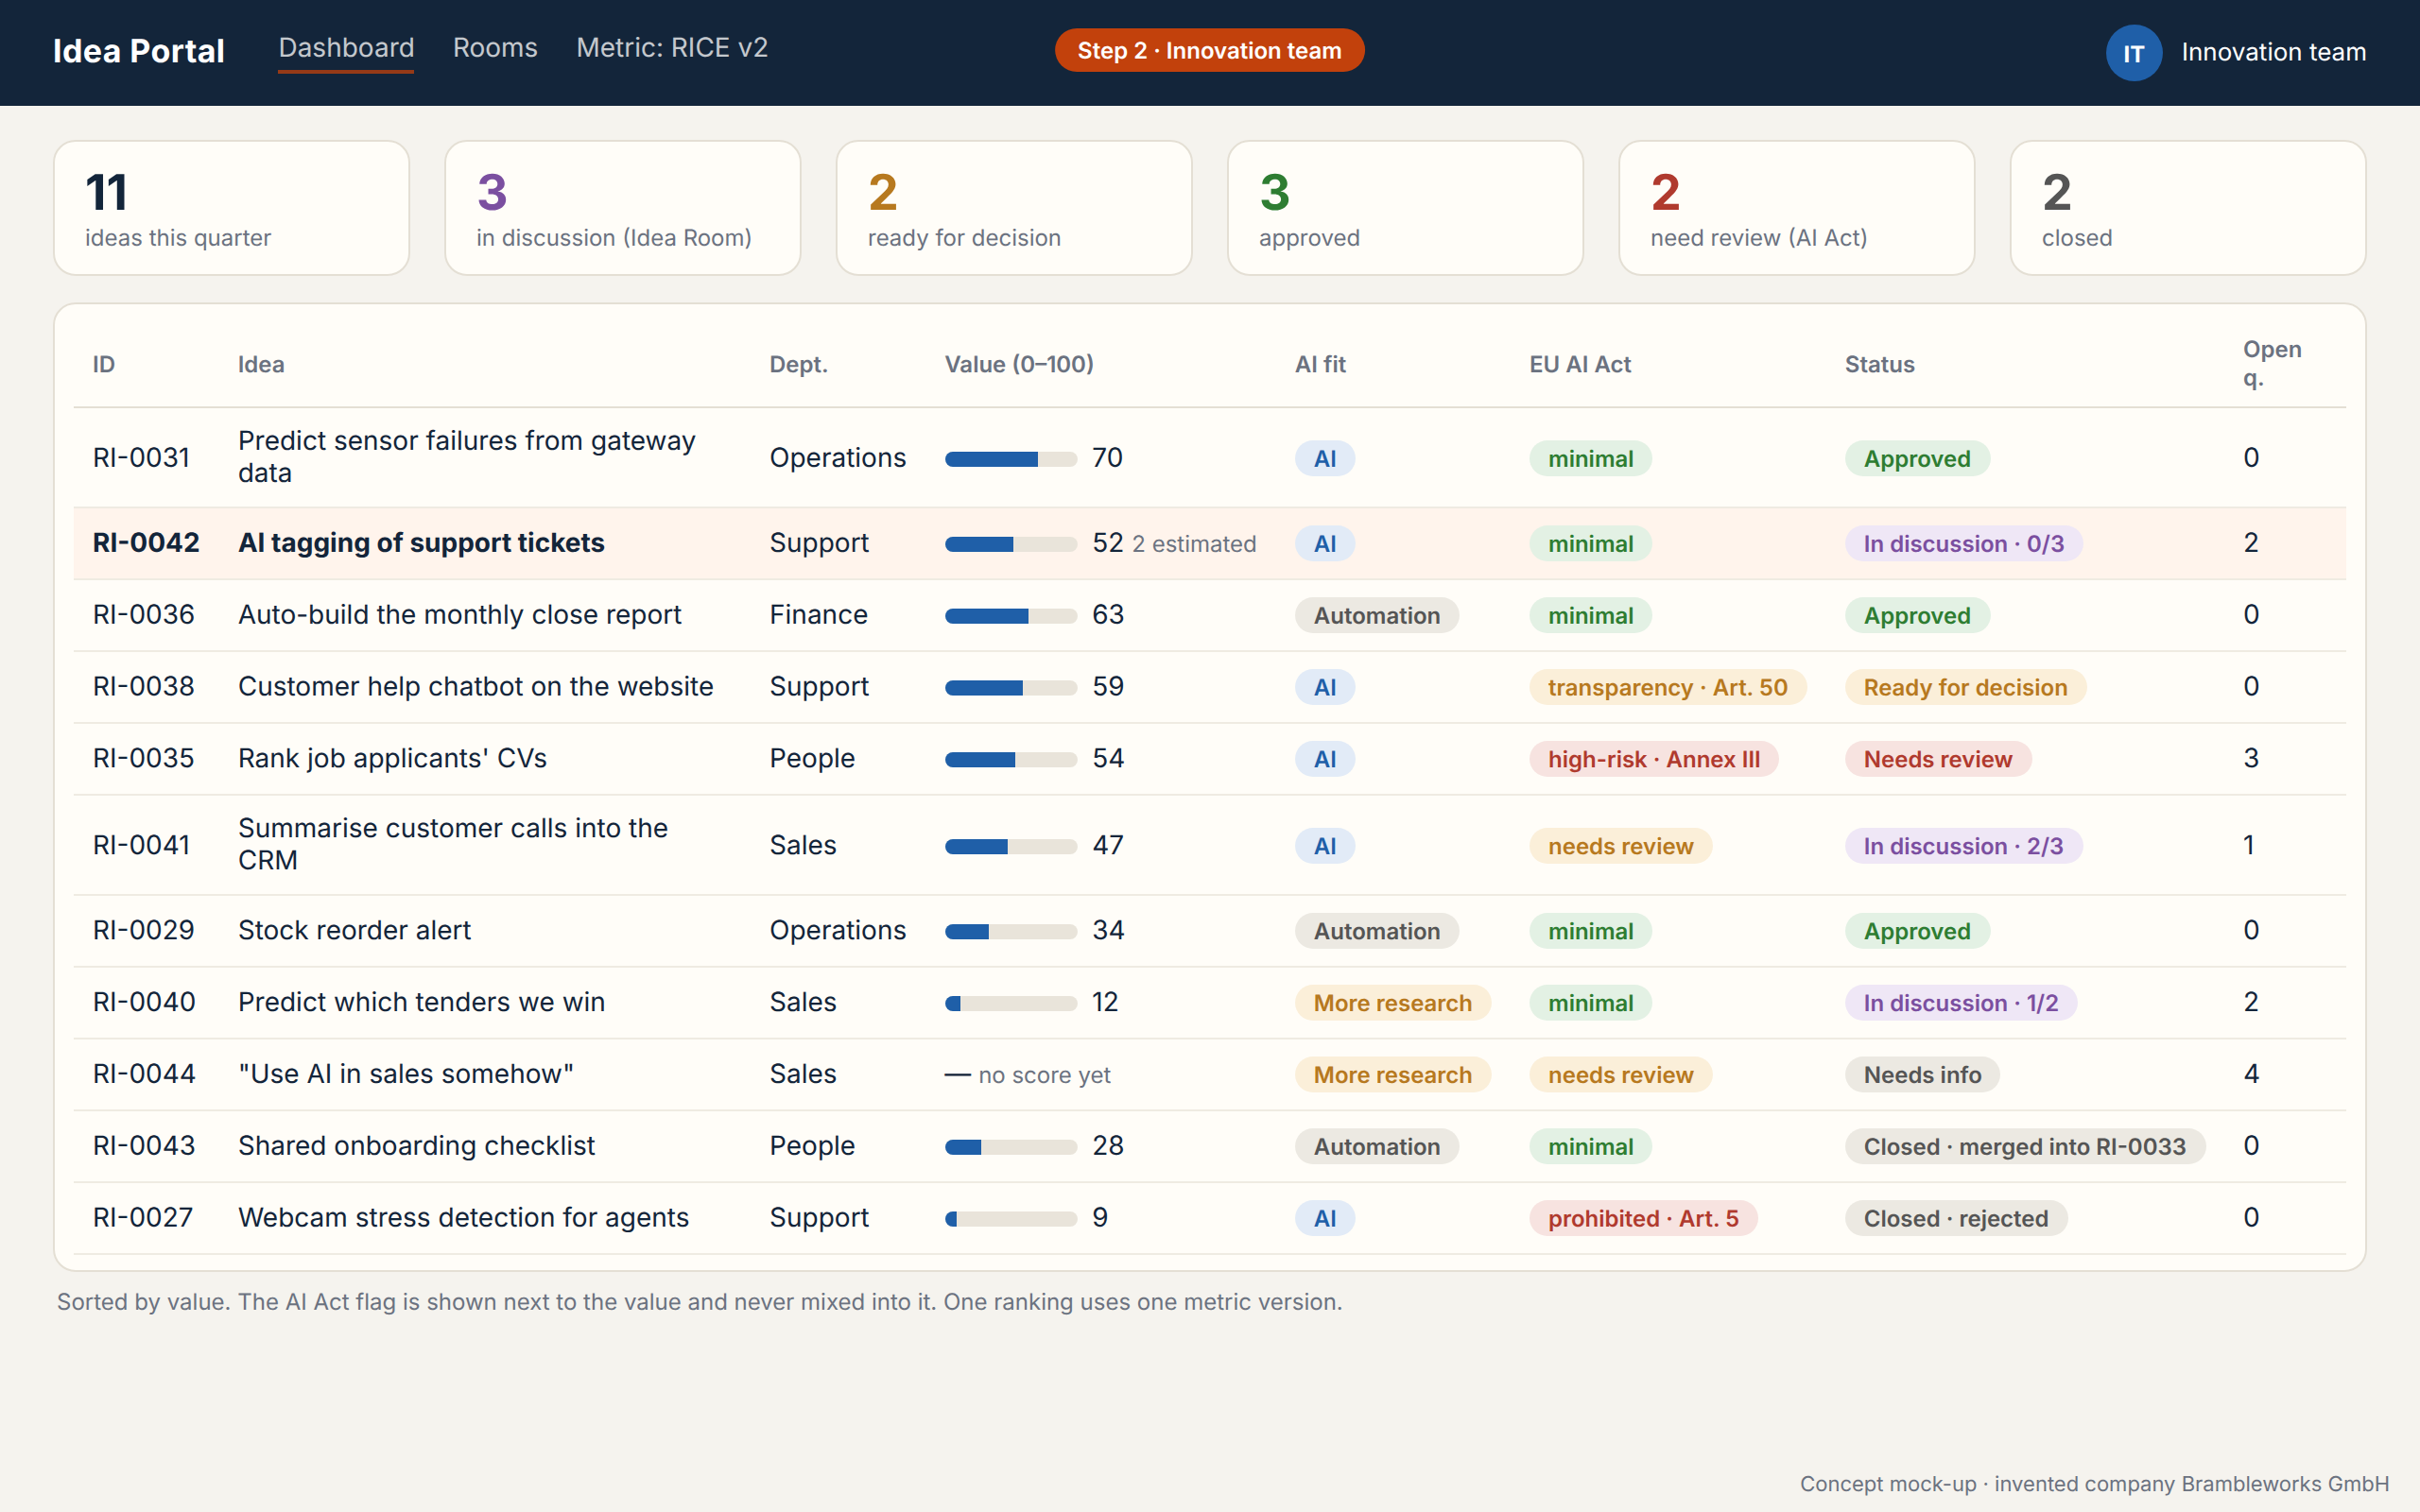 Idea Portal Dashboard Rooms Metric: RICE v2 Step 2 · Innovation team IT Innovation team
11 3 2 3 2 2
ideas this quarter in discussion (Idea Room) ready for decision approved need review (AI Act) closed
ID Idea Dept. Value (0–100) AI fit EU AI Act Status Open
q.
RI-0031 Predict sensor failures from gateway
data Operations 70 AI minimal Approved 0
RI-0042 AI tagging of support tickets Support 52 2 estimated AI minimal In discussion · 0/3 2
RI-0036 Auto-build the monthly close report Finance 63 Automation minimal Approved 0
RI-0038 Customer help chatbot on the website Support 59 AI transparency · Art. 50 Ready for decision 0
RI-0035 Rank job applicants' CVs People 54 AI high-risk · Annex III Needs review 3
RI-0041 Summarise customer calls into the
CRM Sales 47 AI needs review In discussion · 2/3 1
RI-0029 Stock reorder alert Operations 34 Automation minimal Approved 0
RI-0040 Predict which tenders we win Sales 12 More research minimal In discussion · 1/2 2
RI-0044 "Use AI in sales somehow" Sales — no score yet More research needs review Needs info 4
RI-0043 Shared onboarding checklist People 28 Automation minimal Closed · merged into RI-0033 0
RI-0027 Webcam stress detection for agents Support 9 AI prohibited · Art. 5 Closed · rejected 0
Sorted by value. The AI Act flag is shown next to the value and never mixed into it. One ranking uses one metric version.
Concept mock-up · invented company Brambleworks GmbH